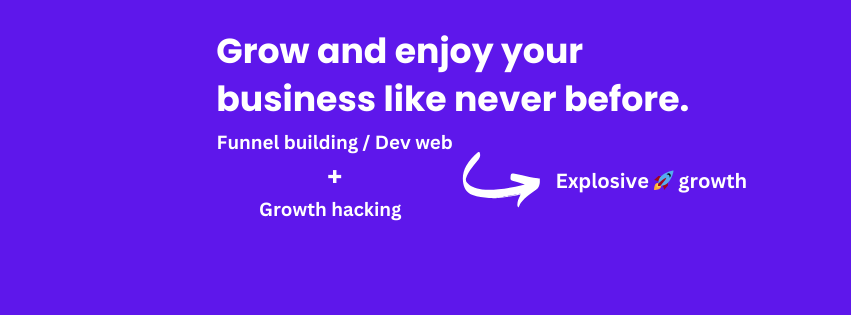 Grow and enjoy your
business like never before.
Funnel building / Dev web
+
Growth hacking
Explosive 🚀 growth